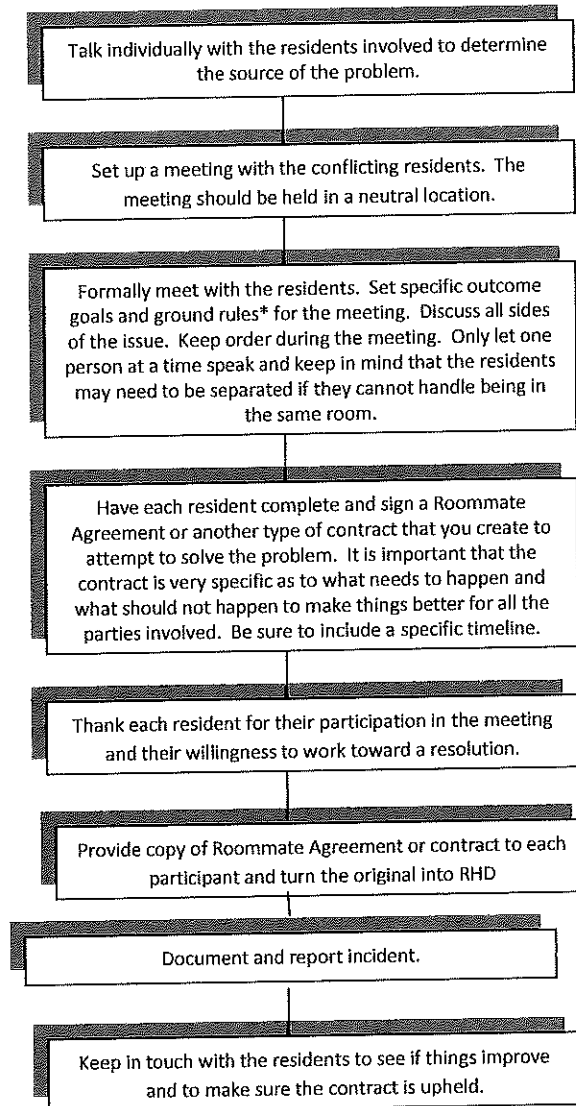 Talk individually with the residents involved to determine
the source of the problem.
Set up a meeting with the conflicting residents. The
meeting should be held in a neutral location.
Formally meet with the residents. Set specific outcome
goals and ground rules* for the meeting. Discuss all sides
of the issue. Keep order during the meeting. Only let one
person at a time speak and keep in mind that the residents
may need to be separated if they cannot handle being in
the same room.
Have each resident complete and sign a Roommate
Agreement or another type of contract that you create to
attempt to solve the problem. It is important that the
contract is very specific as to what needs to happen and
what should not happen to make things better for all the
parties involved. Be sure to include a specific timeline.
Thank each resident for their participation in the meeting
and their willingness to work toward a resolution.
Provide copy of Roommate Agreement or contract to each
participant and turn the original into RHD
Document and report incident.
Keep in touch with the residents to see if things improve
and to make sure the contract is upheld.